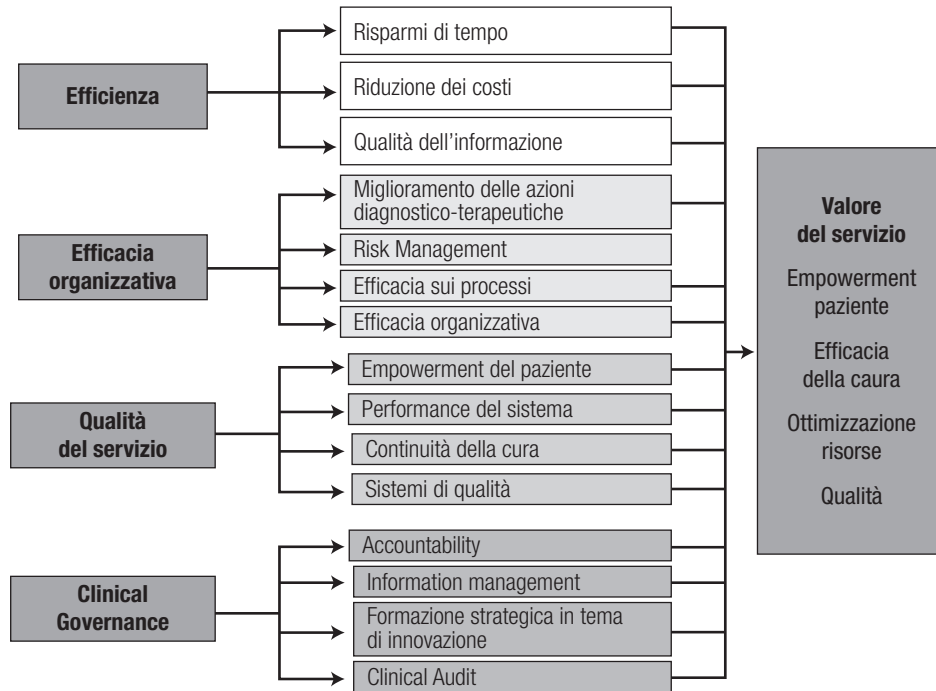 Efficienza
Risparmi di tempo
Riduzione dei costi
Qualità dell’informazione
Efficacia
organizzativa
Miglioramento delle azioni
diagnostico-terapeutiche
Risk Management
Efficacia sui processi
Efficacia organizzativa
Qualità
del servizio
Empowerment del paziente
Performance del sistema
Continuità della cura
Sistemi di qualità
Clinical
Governance
Accountability
Information management
Formazione strategica in tema
di innovazione
Clinical Audit
Valore
del servizio
Empowerment
paziente
Efficacia
della caura
Ottimizzazione
risorse
Qualità